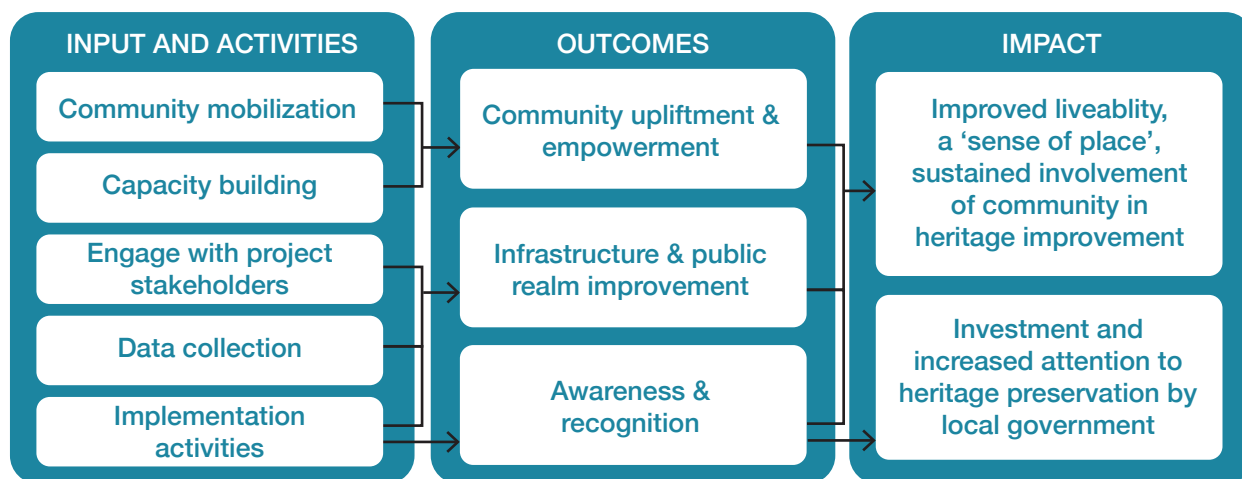 INPUT AND ACTIVITIES
Community mobilization
Capacity building
Engage with project
stakeholders
Data collection
Implementation
activities
OUTCOMES
Community upliftment &
empowerment
Infrastructure & public
realm improvement
Awareness &
recognition
IMPACT
Improved liveablity,
a ‘sense of place’,
sustained involvement
of community in
heritage improvement
Investment and
increased attention to
heritage preservation by
local government